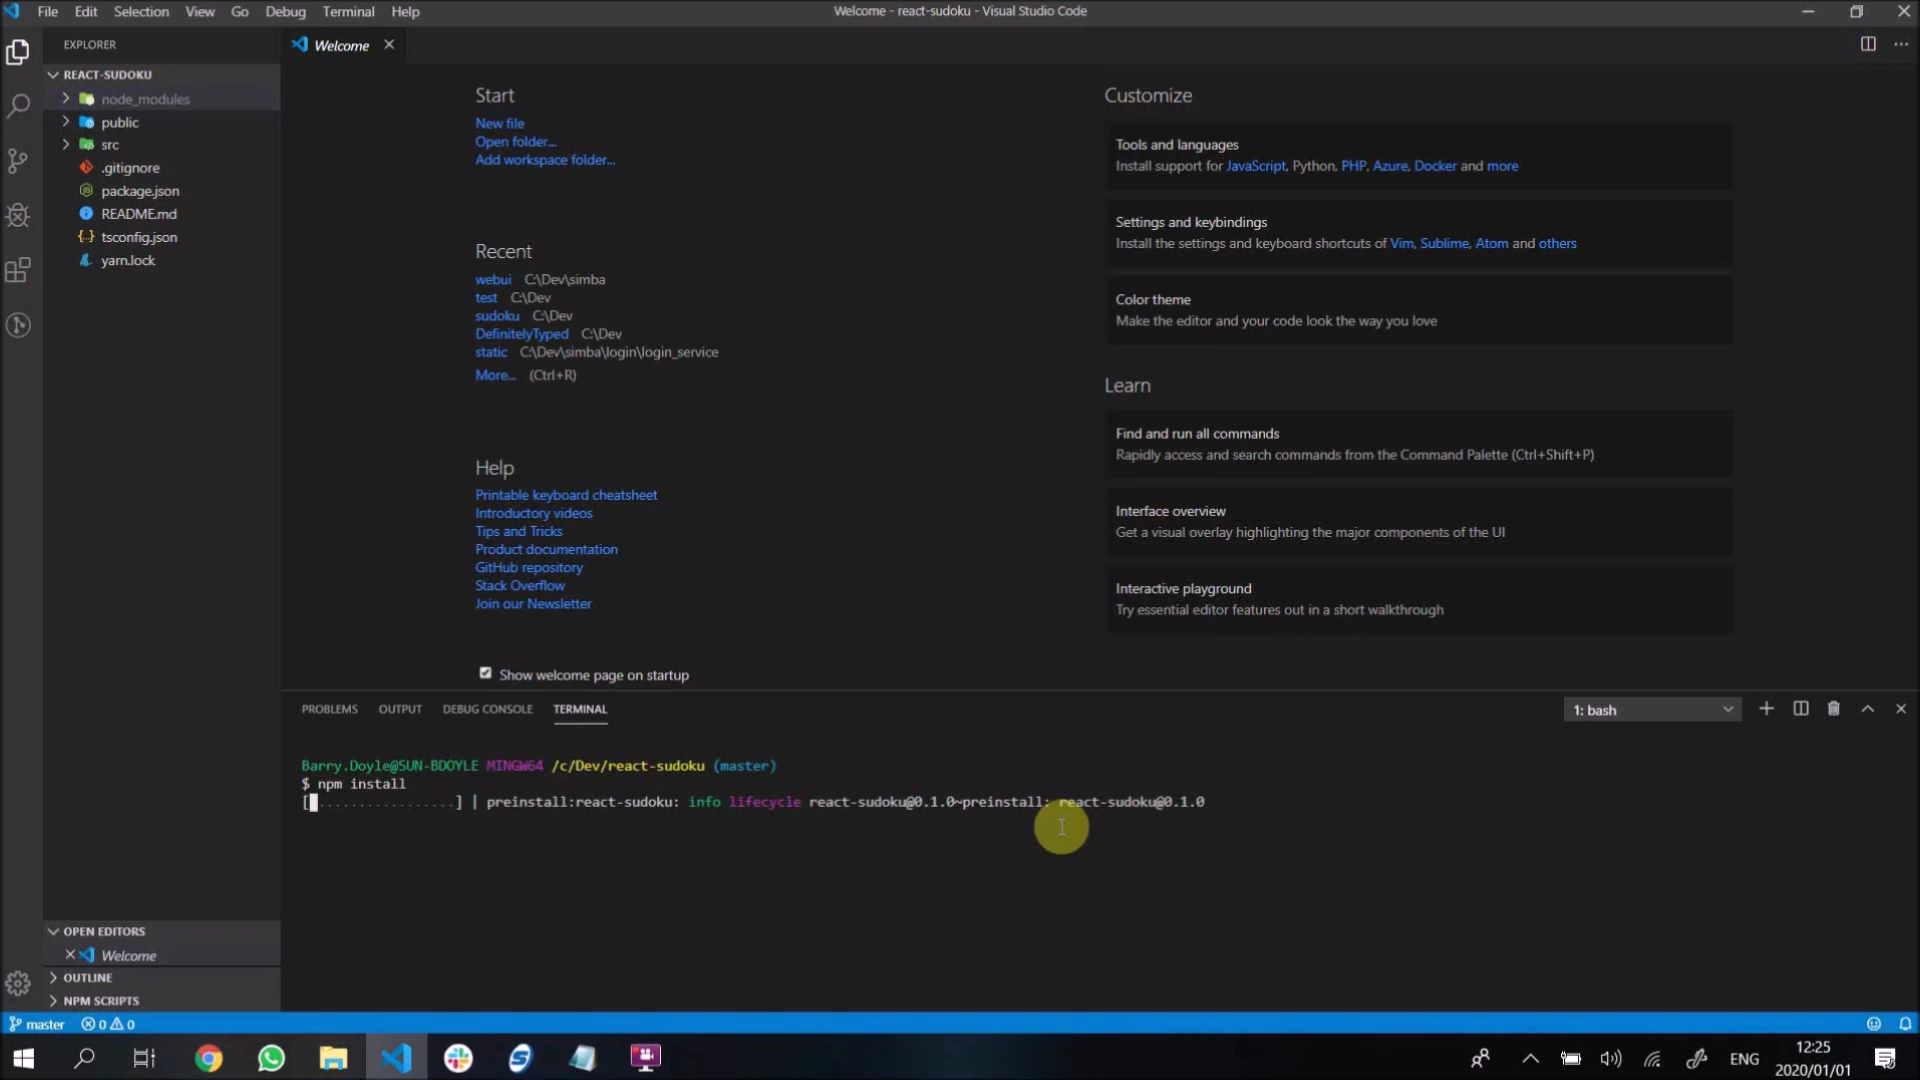 File Edit Selection View Go Debug Terminal Help
Welcome - react-sudoku - Visual Studio Code
EXPLORER
REACT-SUDOKU
node_modules
public
src
.gitignore
package.json
README.md
tsconfig.json
yarn.lock
Welcome
Start
New file
Open folder...
Add workspace folder...
Recent
webui C:\Dev\simba
test C:\Dev
sudoku C:\Dev
DefinitelyTyped C:\Dev
static C:\Dev\simba\login\login_service
More... (Ctrl+R)
Help
Printable keyboard cheatsheet
Introductory videos
Tips and Tricks
Product documentation
GitHub repository
Stack Overflow
Join our Newsletter
Show welcome page on startup
Customize
Tools and languages
Install support for JavaScript, Python, PHP, Azure, Docker and more
Settings and keybindings
Install the settings and keyboard shortcuts of Vim, Sublime, Atom and others
Color theme
Make the editor and your code look the way you love
Learn
Find and run all commands
Rapidly access and search commands from the Command Palette (Ctrl+Shift+P)
Interface overview
Get a visual overlay highlighting the major components of the UI
Interactive playground
Try essential editor features out in a short walkthrough
PROBLEMS OUTPUT DEBUG CONSOLE TERMINAL
1: bash
Barry.Doyle@SUN-BDOYLE MINGW64 /c/Dev/react-sudoku (master)
$ npm install
[ .................] | preinstall:react-sudoku: info lifecycle react-sudoku@0.1.0~preinstall: react-sudoku@0.1.0
OPEN EDITORS
Welcome
OUTLINE
NPM SCRIPTS
master 0 0
ENG
12:25
2020/01/01